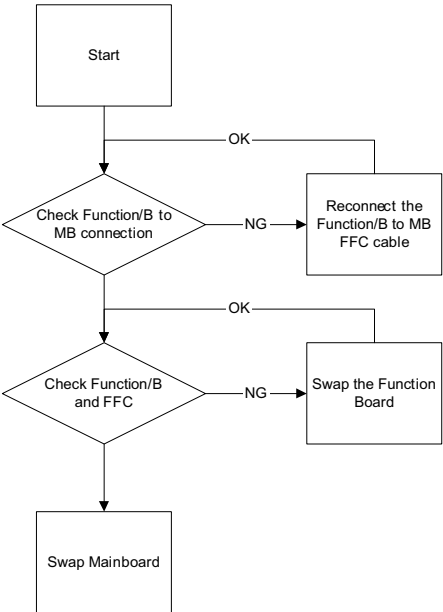 Start
OK
Check Function/B to
MB connection
NG
Reconnect the
Function/B to MB
FFC cable
OK
Check Function/B
and FFC
NG
Swap the Function
Board
Swap Mainboard